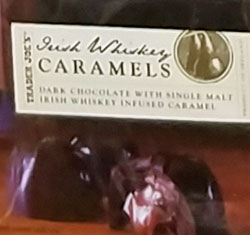 TRADER JOE'S
Irish Whiskey
CARAMELS
DARK CHOCOLATE WITH SINGLE MALT
IRISH WHISKEY INFUSED CARAMEL